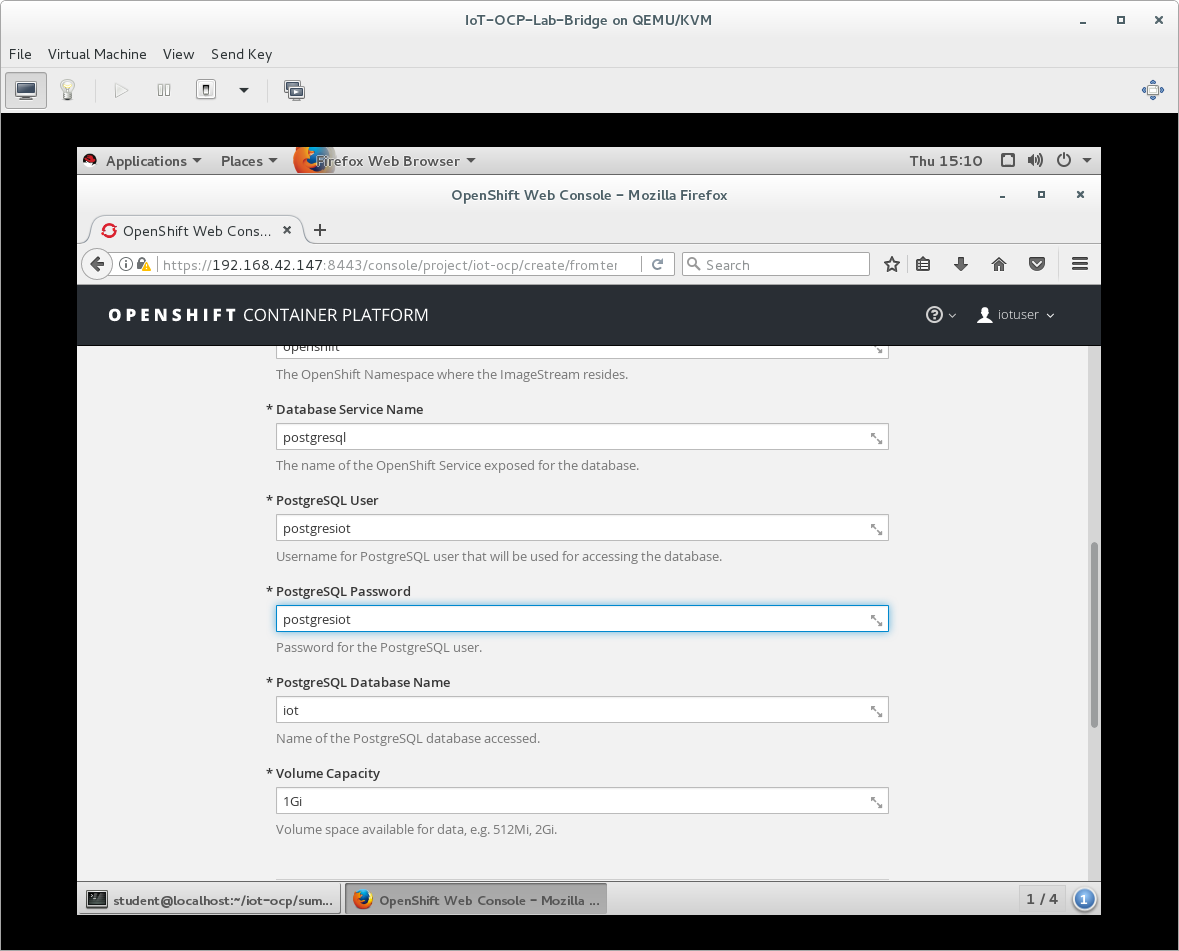 IoT-OCP-Lab-Bridge on QEMU/KVM
File Virtual Machine View Send Key
Applications Places Firefox Web Browser Thu 15:10
OpenShift Web Console - Mozilla Firefox
OpenShift Web Cons...
https://192.168.42.147:8443/console/project/iot-ocp/create/fromter Search
OPENSHIFT CONTAINER PLATFORM iotuser
openshift
The OpenShift Namespace where the ImageStream resides.
* Database Service Name
postgresql
The name of the OpenShift Service exposed for the database.
* PostgreSQL User
postgresiot
Username for PostgreSQL user that will be used for accessing the database.
* PostgreSQL Password
postgresiot
Password for the PostgreSQL user.
* PostgreSQL Database Name
iot
Name of the PostgreSQL database accessed.
* Volume Capacity
1Gi
Volume space available for data, e.g. 512Mi, 2Gi.
student@localhost:~/iot-ocp/sum... OpenShift Web Console - Mozilla ... 1 / 4 1